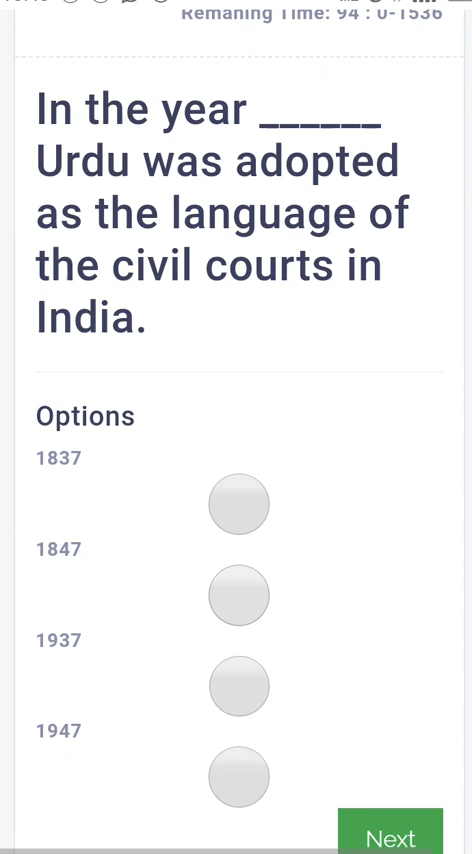 Remaning Time: 94 : 0-1536
In the year ______
Urdu was adopted
as the language of
the civil courts in
India.
Options
1837
1847
1937
1947
Next